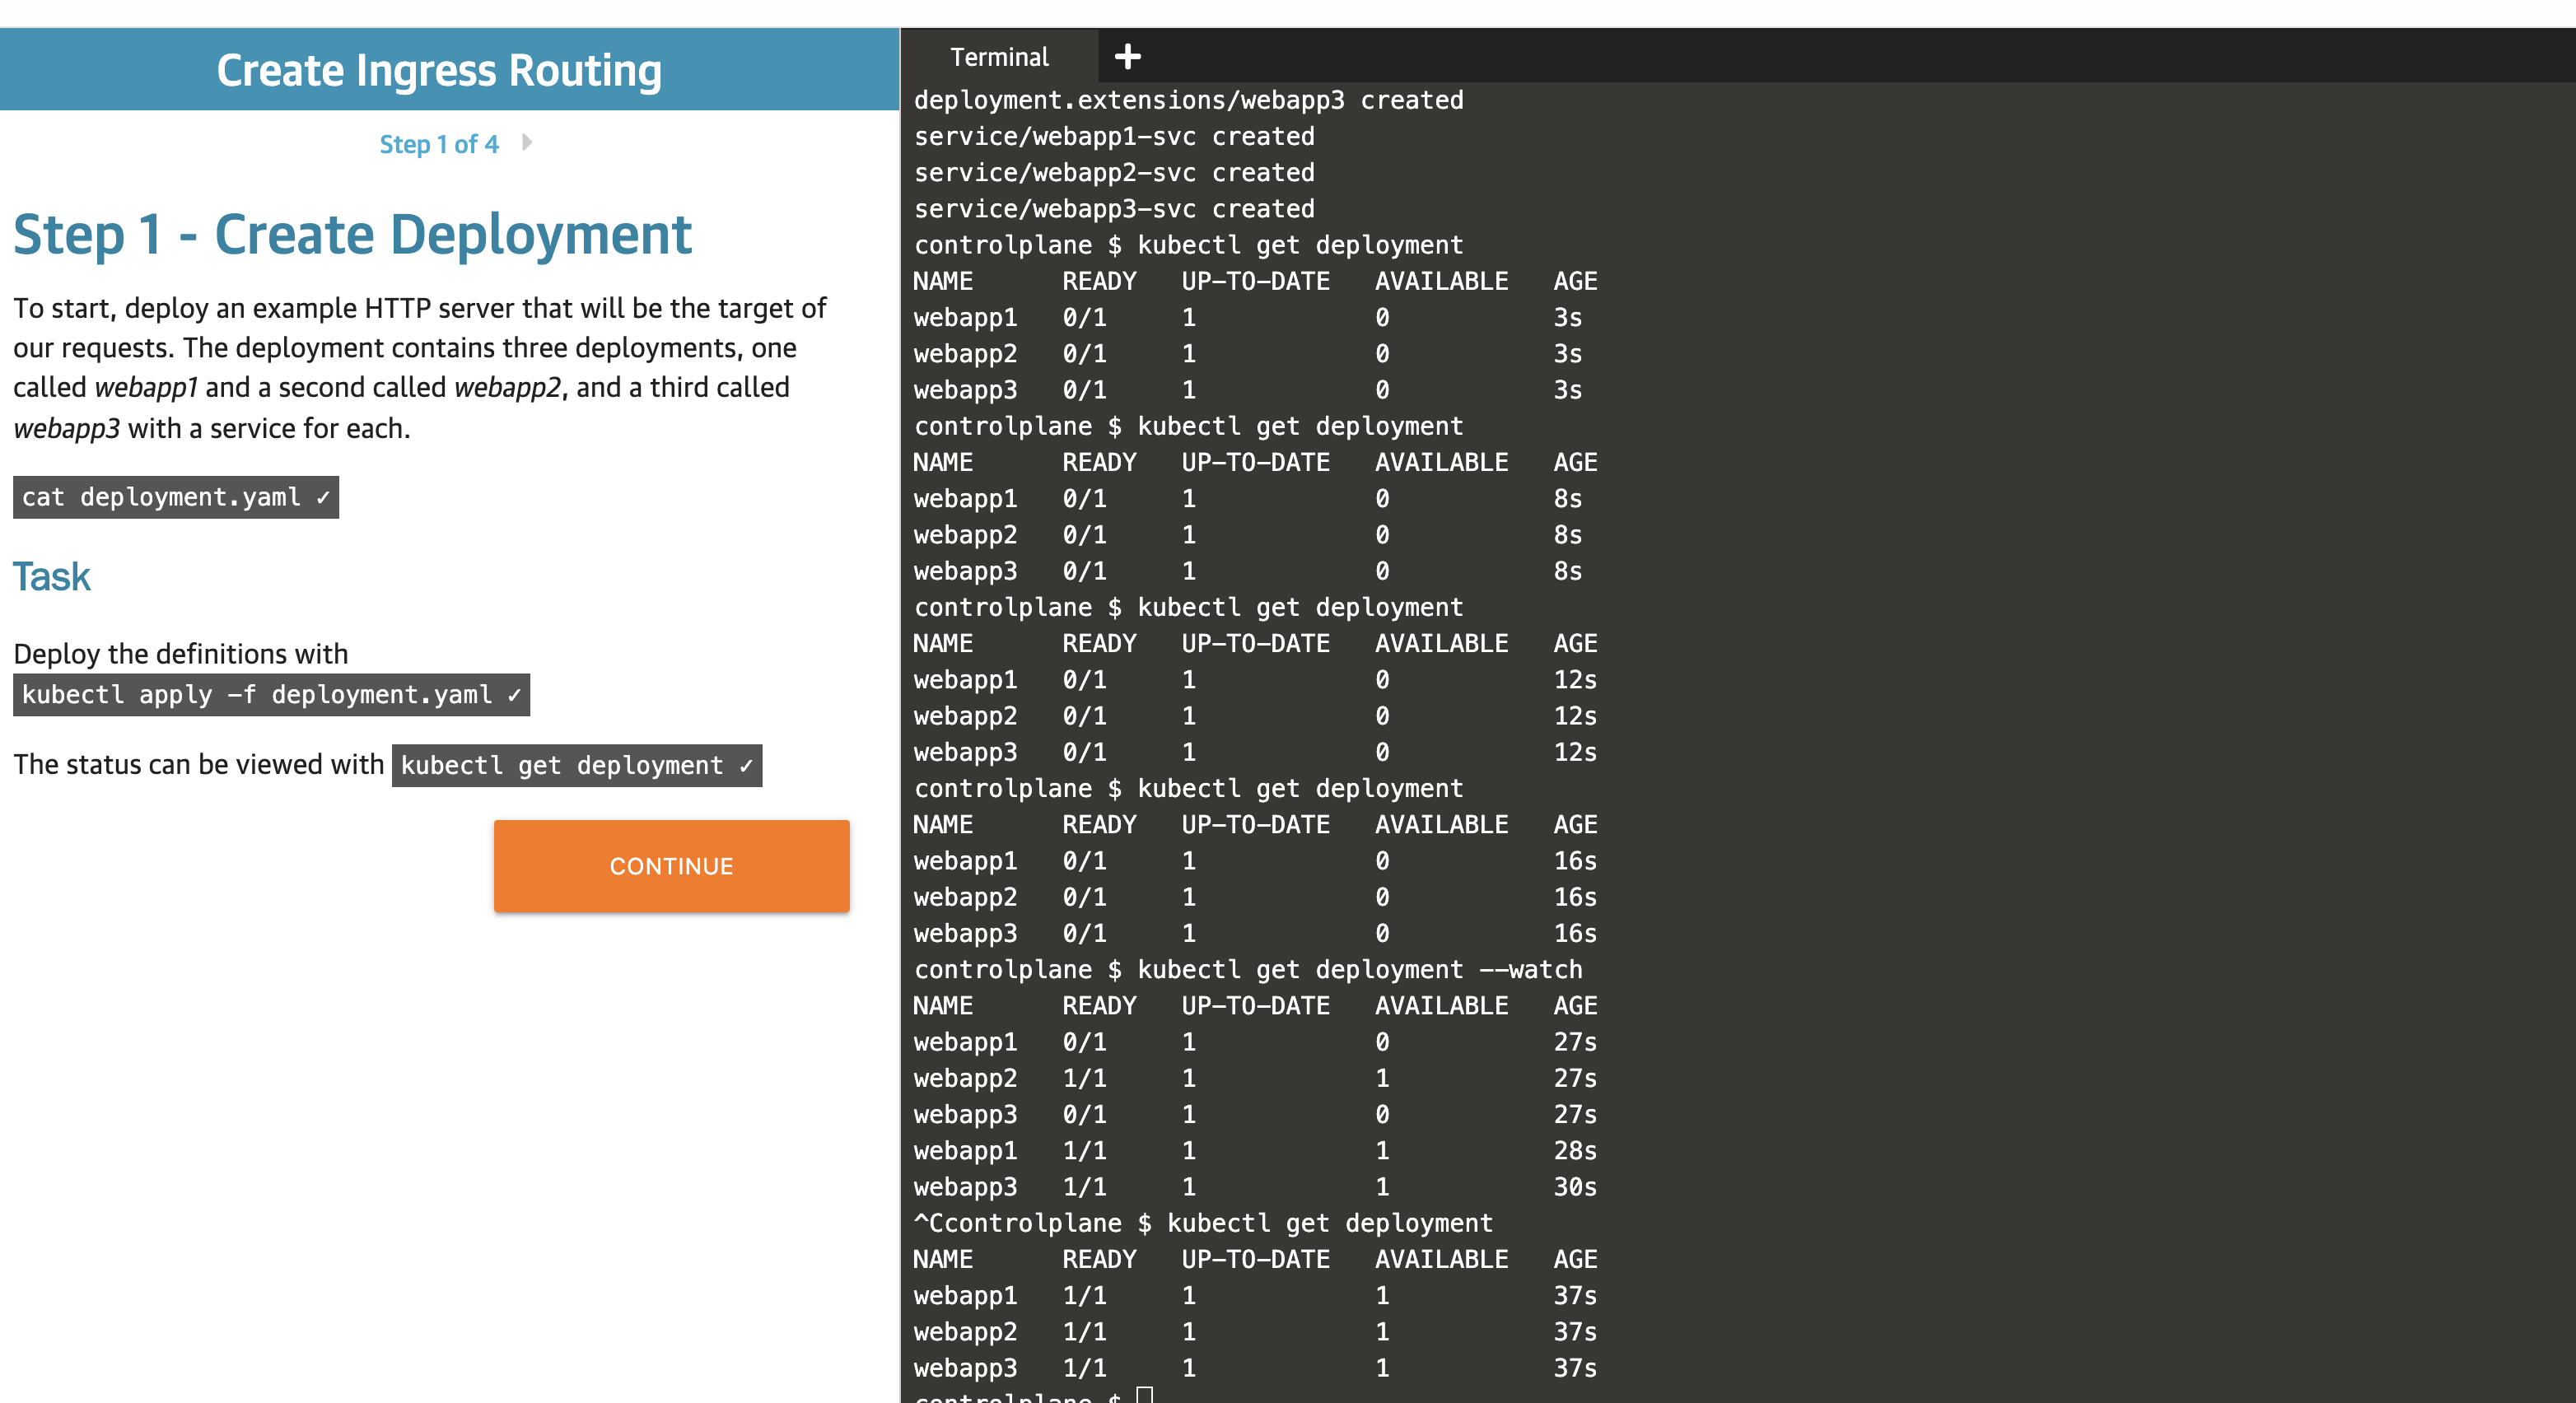 Create Ingress Routing
Step 1 of 4
Step 1 - Create Deployment
To start, deploy an example HTTP server that will be the target of
our requests. The deployment contains three deployments, one
called webapp1 and a second called webapp2, and a third called
webapp3 with a service for each.
cat deployment.yaml ✓
Task
Deploy the definitions with
kubectl apply -f deployment.yaml ✓
The status can be viewed with kubectl get deployment ✓
CONTINUE
Terminal +
deployment.extensions/webapp3 created
service/webapp1-svc created
service/webapp2-svc created
service/webapp3-svc created
controlplane $ kubectl get deployment
NAME READY UP-TO-DATE AVAILABLE AGE
webapp1 0/1 1 0 3s
webapp2 0/1 1 0 3s
webapp3 0/1 1 0 3s
controlplane $ kubectl get deployment
NAME READY UP-TO-DATE AVAILABLE AGE
webapp1 0/1 1 0 8s
webapp2 0/1 1 0 8s
webapp3 0/1 1 0 8s
controlplane $ kubectl get deployment
NAME READY UP-TO-DATE AVAILABLE AGE
webapp1 0/1 1 0 12s
webapp2 0/1 1 0 12s
webapp3 0/1 1 0 12s
controlplane $ kubectl get deployment
NAME READY UP-TO-DATE AVAILABLE AGE
webapp1 0/1 1 0 16s
webapp2 0/1 1 0 16s
webapp3 0/1 1 0 16s
controlplane $ kubectl get deployment --watch
NAME READY UP-TO-DATE AVAILABLE AGE
webapp1 0/1 1 0 27s
webapp2 1/1 1 1 27s
webapp3 0/1 1 0 27s
webapp1 1/1 1 1 28s
webapp3 1/1 1 1 30s
^Ccontrolplane $ kubectl get deployment
NAME READY UP-TO-DATE AVAILABLE AGE
webapp1 1/1 1 1 37s
webapp2 1/1 1 1 37s
webapp3 1/1 1 1 37s
controlplane $